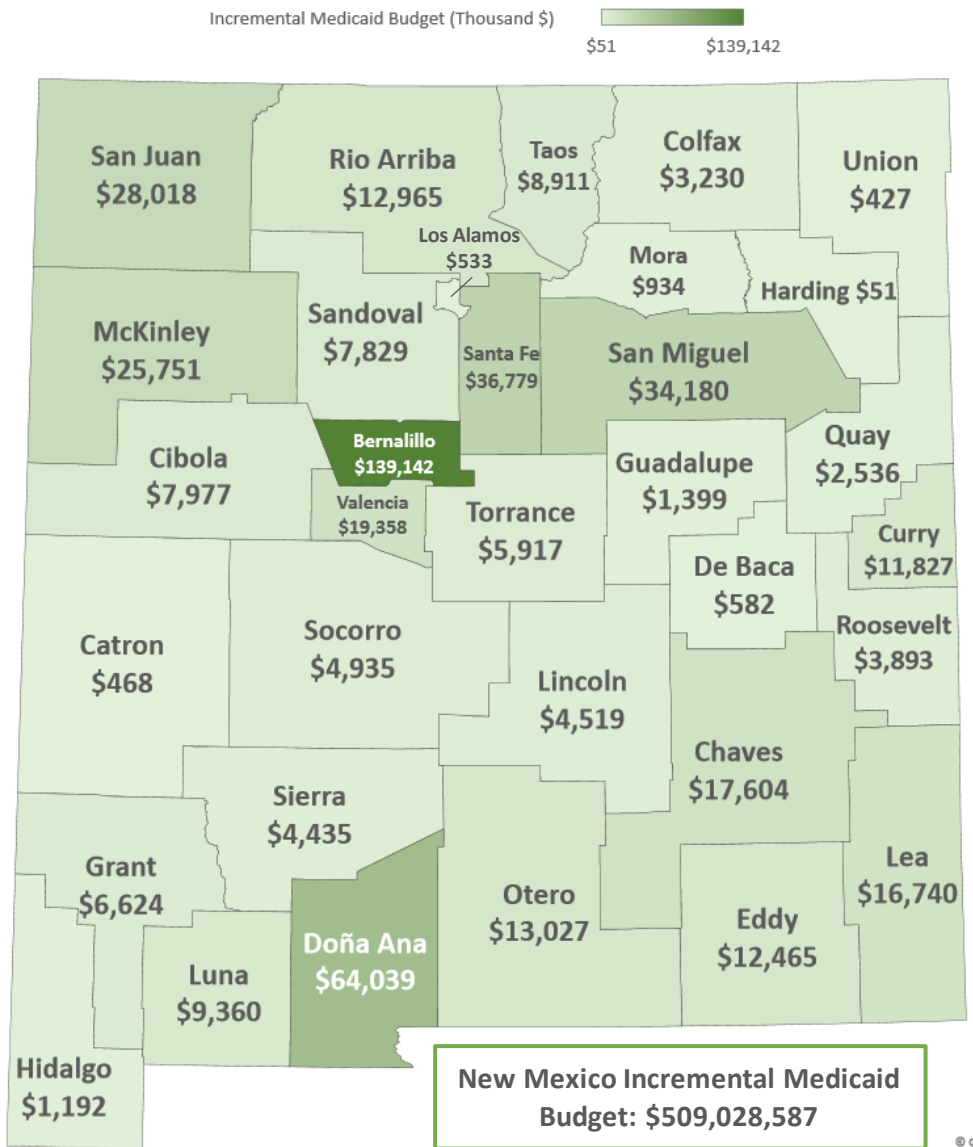 Incremental Medicaid Budget (Thousand $)
$51
$139,142
San Juan
$28,018
Rio Arriba
$12,965
Taos
$8,911
Colfax
$3,230
Union
$427
Los Alamos
$533
Mora
$934
Harding $51
McKinley
$25,751
Sandoval
$7,829
Santa Fe
$36,779
San Miguel
$34,180
Quay
$2,536
Cibola
$7,977
Bernalillo
$139,142
Guadalupe
$1,399
Valencia
$19,358
Torrance
$5,917
Curry
$11,827
De Baca
$582
Catron
$468
Socorro
$4,935
Roosevelt
$3,893
Lincoln
$4,519
Chaves
$17,604
Sierra
$4,435
Grant
$6,624
Lea
$16,740
Otero
$13,027
Eddy
$12,465
Doña Ana
$64,039
Luna
$9,360
Hidalgo
$1,192
New Mexico Incremental Medicaid
Budget: $509,028,587